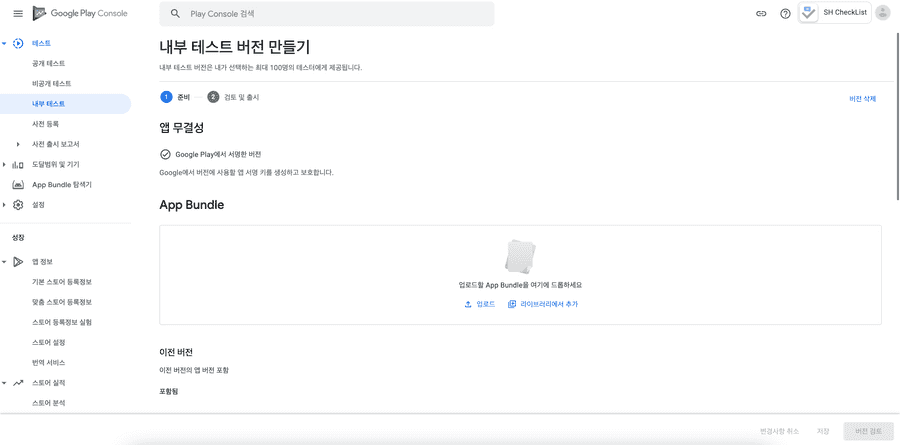 Google Play Console
Play Console 검색
SH CheckList
테스트
공개 테스트
비공개 테스트
내부 테스트
사전 등록
사전 출시 보고서
도달범위 및 기기
App Bundle 탐색기
설정
성장
앱 정보
기본 스토어 등록정보
맞춤 스토어 등록정보
스토어 등록정보 실험
스토어 설정
번역 서비스
스토어 실적
스토어 분석
내부 테스트 버전 만들기
내부 테스트 버전은 내가 선택하는 최대 100명의 테스터에게 제공됩니다.
1 준비 2 검토 및 출시
버전 삭제
앱 무결성
Google Play에서 서명한 버전
Google에서 버전에 사용할 앱 서명 키를 생성하고 보호합니다.
App Bundle
업로드할 App Bundle을 여기에 드롭하세요
업로드 라이브러리에서 추가
이전 버전
이전 버전의 앱 버전 포함
포함됨
변경사항 취소 저장 버전 검토